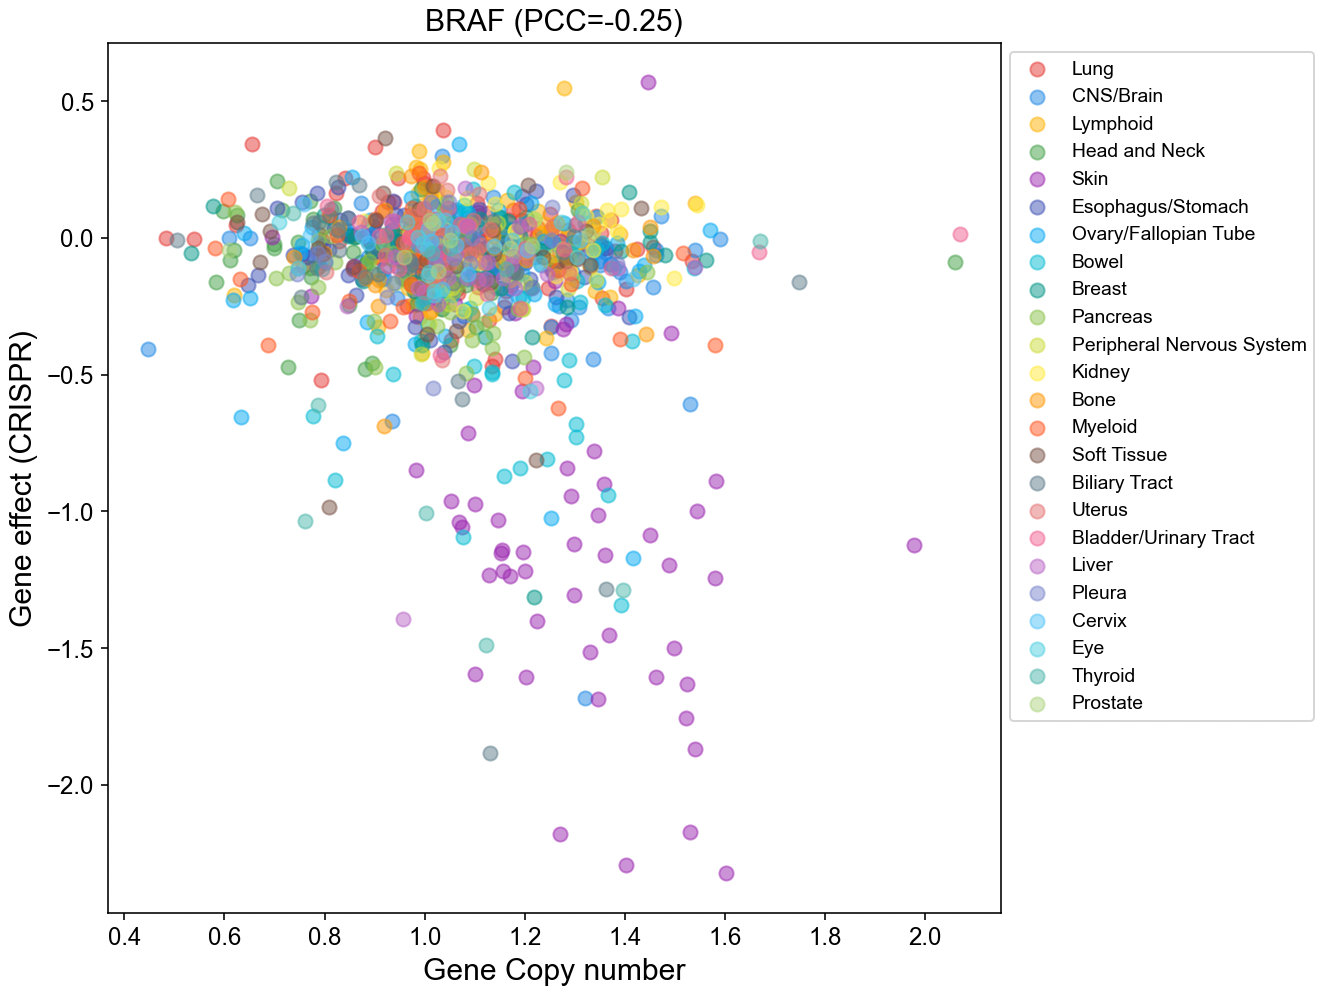 BRAF (PCC=-0.25)
Gene effect (CRISPR)
0.5
0.0
−0.5
−1.0
−1.5
−2.0
0.4
0.6
0.8
1.0
1.2
1.4
1.6
1.8
2.0
Gene Copy number
Lung
CNS/Brain
Lymphoid
Head and Neck
Skin
Esophagus/Stomach
Ovary/Fallopian Tube
Bowel
Breast
Pancreas
Peripheral Nervous System
Kidney
Bone
Myeloid
Soft Tissue
Biliary Tract
Uterus
Bladder/Urinary Tract
Liver
Pleura
Cervix
Eye
Thyroid
Prostate